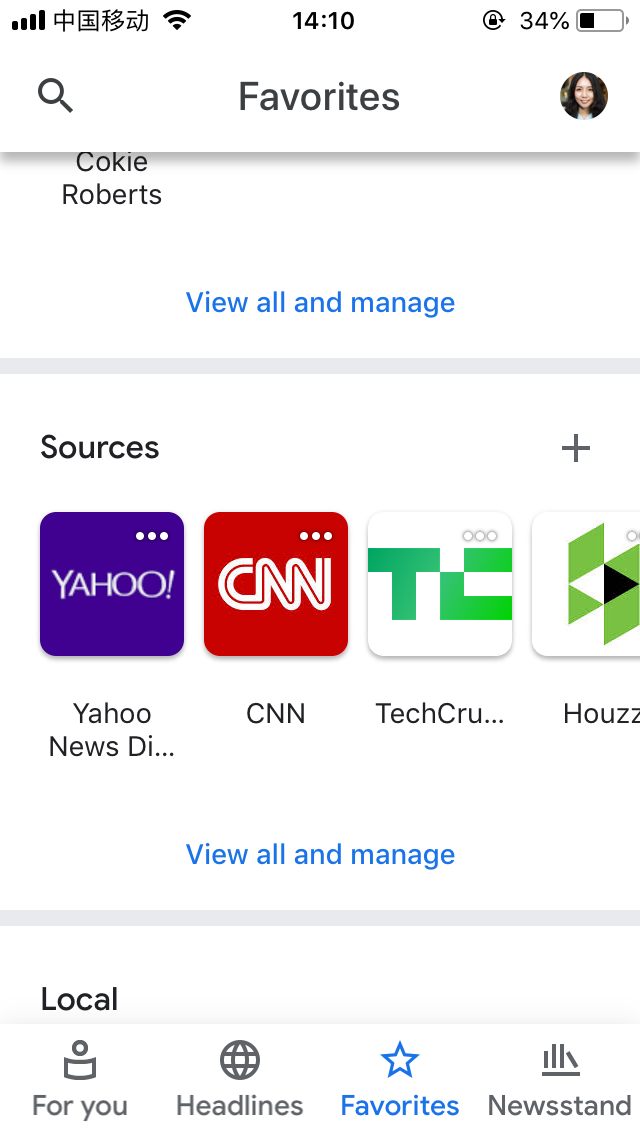 中国移动
14:10
34%
Favorites
Cokie
Roberts
View all and manage
Sources
YAHOO!
CNN
TC
Yahoo
News Di...
CNN
TechCru...
Houzz
View all and manage
Local
For you
Headlines
Favorites
Newsstand